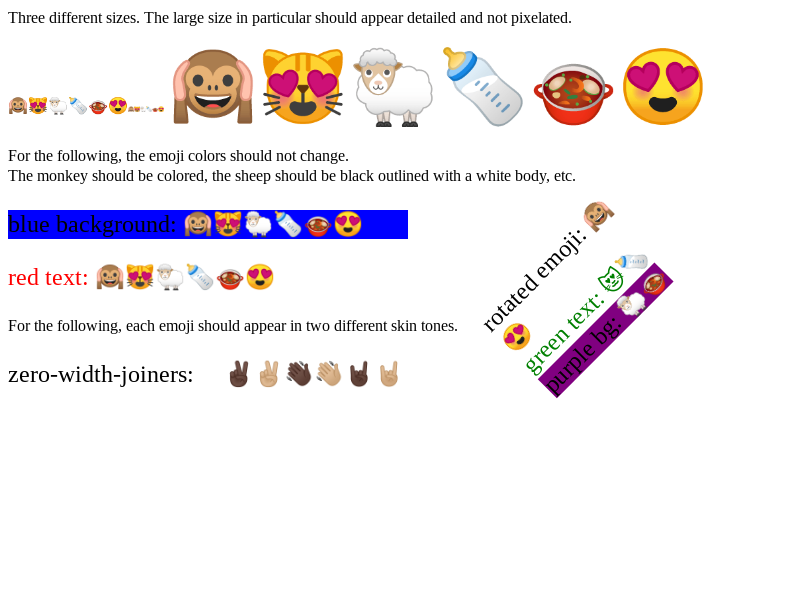 Three different sizes. The large size in particular should appear detailed and not pixelated.
🙉😻🐑🍼🍲😍🙉😻🐑🍼🍲😍🙉😻🐑🍼🍲😍
For the following, the emoji colors should not change.
The monkey should be colored, the sheep should be black outlined with a white body, etc.
blue background: 🙉😻🐑🍼🍲😍
red text: 🙉😻🐑🍼🍲😍
For the following, each emoji should appear in two different skin tones.
zero-width-joiners: ✌🏿✌🏼👋🏿👋🏼🤘🏿🤘🏼
rotated emoji: 🙉
green text: 😻🍼
purple bg: 🐑🍲
😍